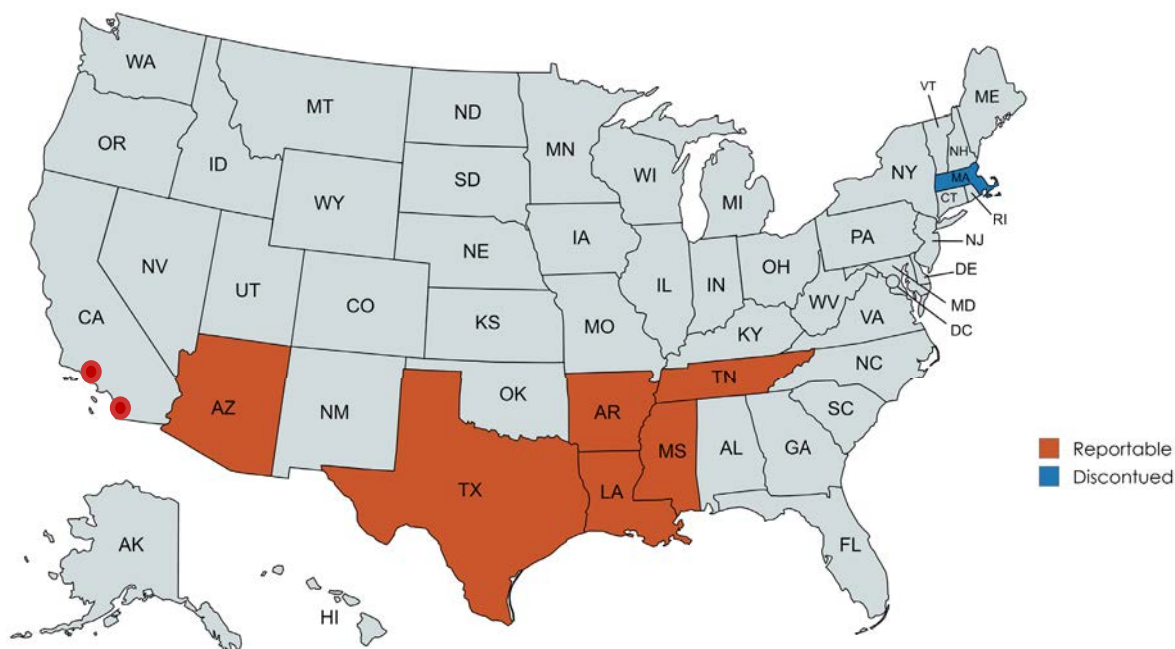 WA
MT
ND
MN
VT
ME
OR
ID
SD
WI
NY
NH
MA
CT
RI
WY
MI
IA
PA
NJ
NE
NV
UT
CO
IL
IN
OH
DE
MD
DC
WV
VA
CA
KS
MO
KY
NC
TN
AZ
NM
OK
AR
SC
MS
AL
GA
TX
LA
FL
AK
HI
Reportable
Discontued